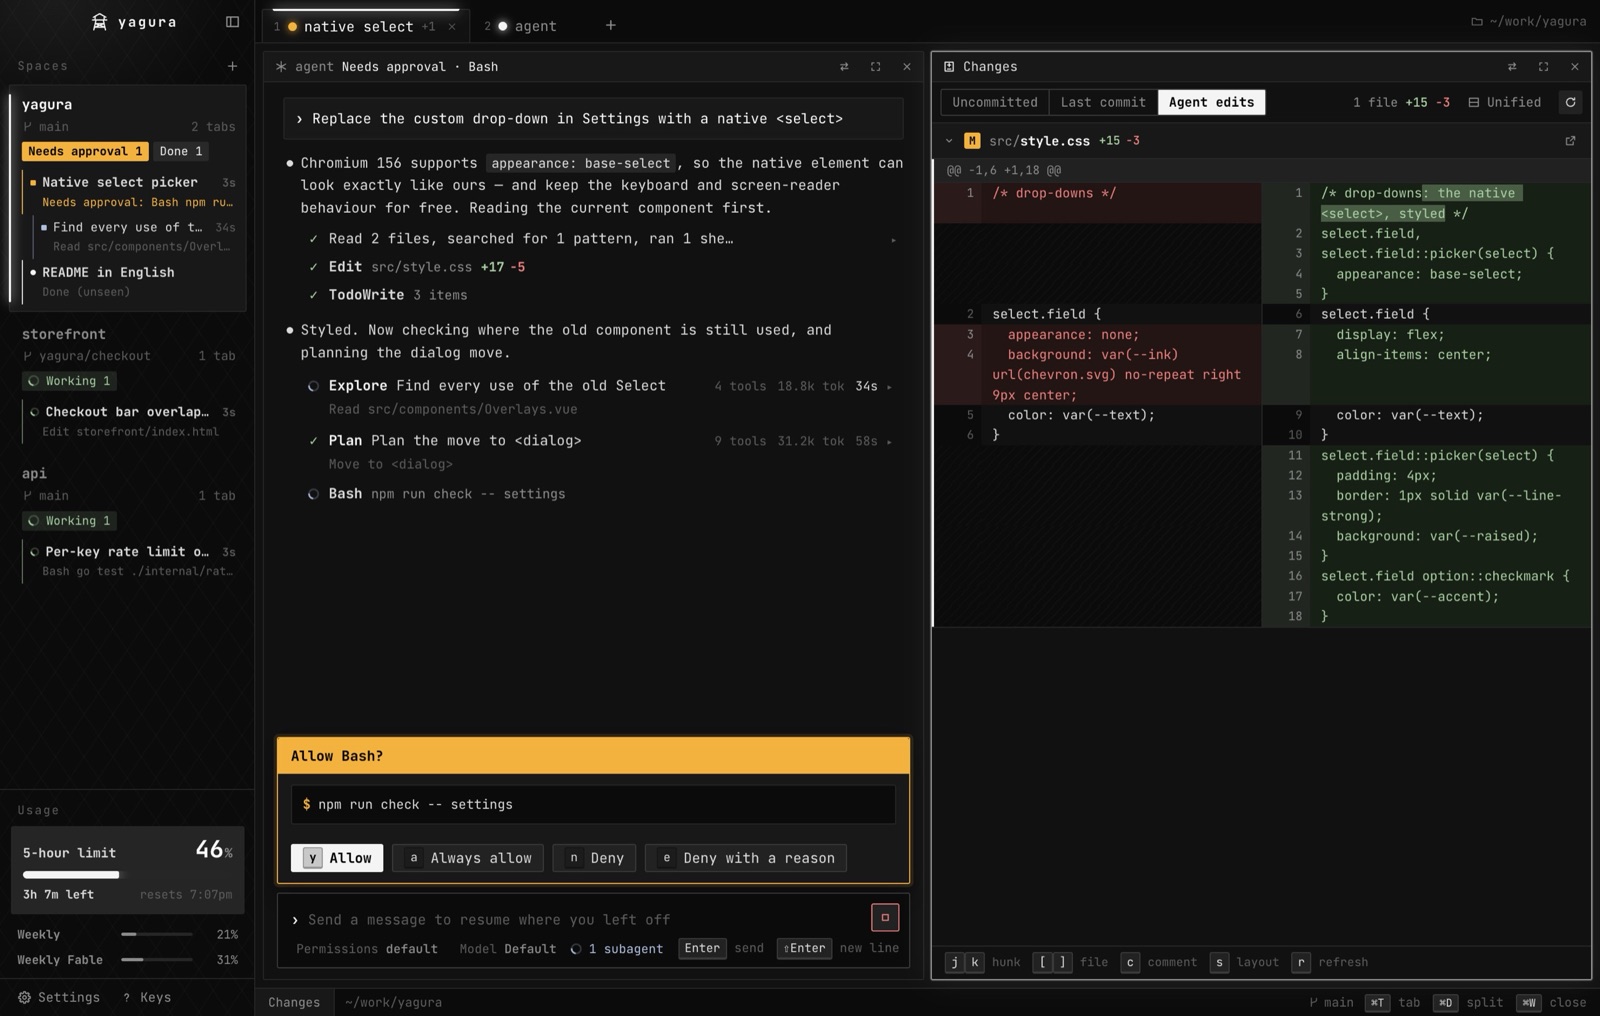 yagura
Spaces
yagura
main 2 tabs
Needs approval 1 Done 1
Native select picker 3s
Needs approval: Bash npm ru…
Find every use of t… 34s
Read src/components/Overl…
README in English
Done (unseen)
storefront
yagura/checkout 1 tab
Working 1
Checkout bar overlap… 3s
Edit storefront/index.html
api
main 1 tab
Working 1
Per-key rate limit o… 3s
Bash go test ./internal/rat…
Usage
5-hour limit 46%
3h 7m left resets 7:07pm
Weekly 21%
Weekly Fable 31%
Settings ? Keys
1 native select +1 × 2 agent +
~/work/yagura
agent Needs approval · Bash
› Replace the custom drop-down in Settings with a native <select>
Chromium 156 supports appearance: base-select, so the native element can
look exactly like ours — and keep the keyboard and screen-reader
behaviour for free. Reading the current component first.
✓ Read 2 files, searched for 1 pattern, ran 1 she…
✓ Edit src/style.css +17 -5
✓ TodoWrite 3 items
Styled. Now checking where the old component is still used, and
planning the dialog move.
Explore Find every use of the old Select 4 tools 18.8k tok 34s
Read src/components/Overlays.vue
✓ Plan Plan the move to <dialog> 9 tools 31.2k tok 58s
Move to <dialog>
Bash npm run check -- settings
Allow Bash?
$ npm run check -- settings
y Allow a Always allow n Deny e Deny with a reason
› Send a message to resume where you left off
Permissions default Model Default 1 subagent Enter send ⇧Enter new line
Changes
Uncommitted Last commit Agent edits 1 file +15 -3 Unified
M src/style.css +15 -3
@@ -1,6 +1,18 @@
1 /* drop-downs */
2 select.field {
3 appearance: none;
4 background: var(--ink)
url(chevron.svg) no-repeat right
9px center;
5 color: var(--text);
6 }
1 /* drop-downs: the native
<select>, styled */
2 select.field,
3 select.field::picker(select) {
4 appearance: base-select;
5 }
6 select.field {
7 display: flex;
8 align-items: center;
9 color: var(--text);
10 }
11 select.field::picker(select) {
12 padding: 4px;
13 border: 1px solid var(--line-
strong);
14 background: var(--raised);
15 }
16 select.field option::checkmark {
17 color: var(--accent);
18 }
j k hunk [ ] file c comment s layout r refresh
Changes ~/work/yagura
main ⌘T tab ⌘D split ⌘W close